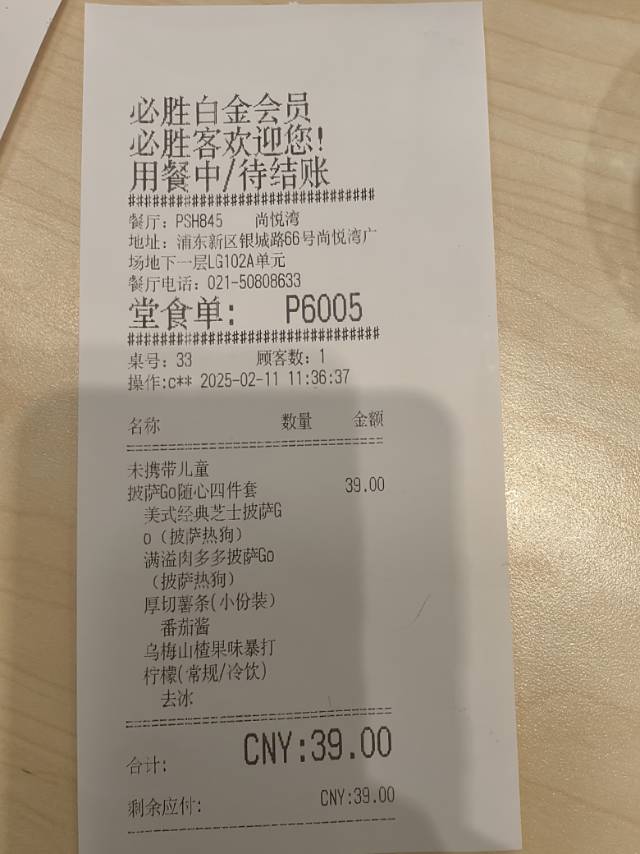 必胜白金会员
必胜客欢迎您!
用餐中/待结账
################################
餐厅: PSH845 尚悦湾
地址: 浦东新区银城路66号尚悦湾广
场地下一层LG102A单元
餐厅电话: 021-50808633
堂食单: P6005
################################
桌号: 33 顾客数: 1
操作:c** 2025-02-11 11:36:37
名称 数量 金额
================================
未携带儿童
披萨Go随心四件套 39.00
美式经典芝士披萨G
o（披萨热狗）
满溢肉多多披萨Go
（披萨热狗）
厚切薯条(小份装)
番茄酱
乌梅山楂果味暴打
柠檬(常规/冷饮)
去冰
================================
合计: CNY:39.00
剩余应付: CNY:39.00
--------------------------------